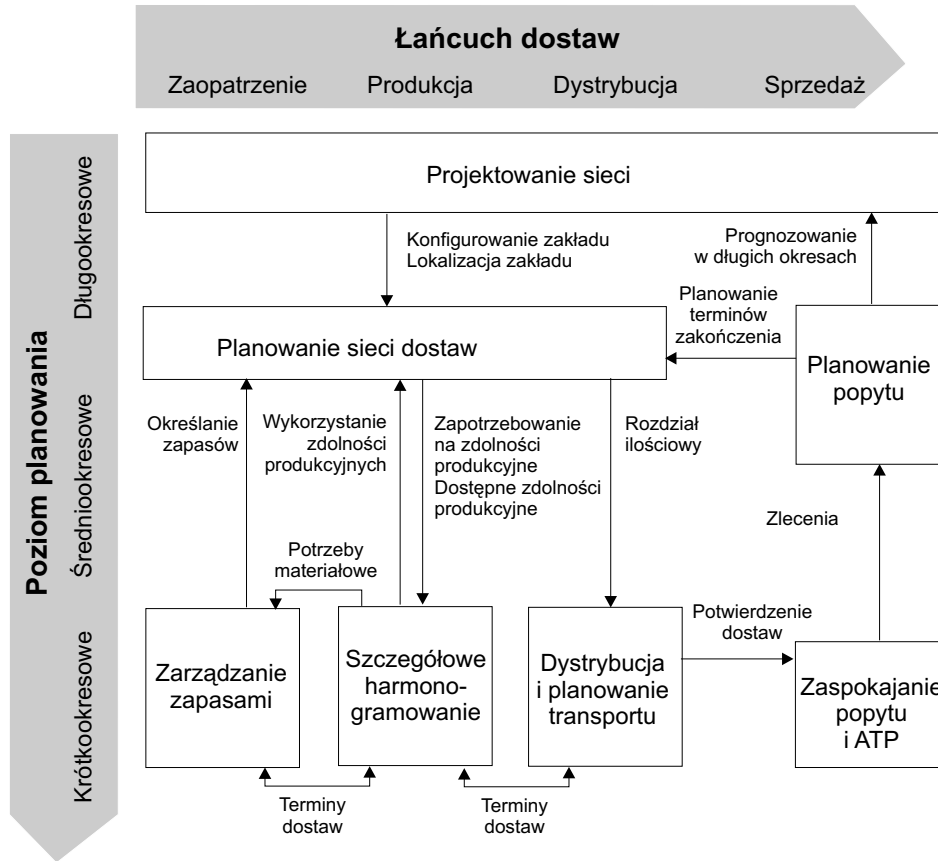 Łańcuch dostaw
Zaopatrzenie Produkcja Dystrybucja Sprzedaż
Poziom planowania
Długookresowe
Średniookresowe
Krótkookresowe
Projektowanie sieci
Konfigurowanie zakładu
Lokalizacja zakładu
Prognozowanie
w długich okresach
Planowanie
terminów
zakończenia
Planowanie sieci dostaw
Planowanie
popytu
Określanie
zapasów
Wykorzystanie
zdolności
produkcyjnych
Zapotrzebowanie
na zdolności
produkcyjne
Dostępne zdolności
produkcyjne
Rozdział
ilościowy
Zlecenia
Potrzeby
materiałowe
Potwierdzenie
dostaw
Zarządzanie
zapasami
Szczegółowe
harmono-
gramowanie
Dystrybucja
i planowanie
transportu
Zaspokajanie
popytu
i ATP
Terminy
dostaw
Terminy
dostaw